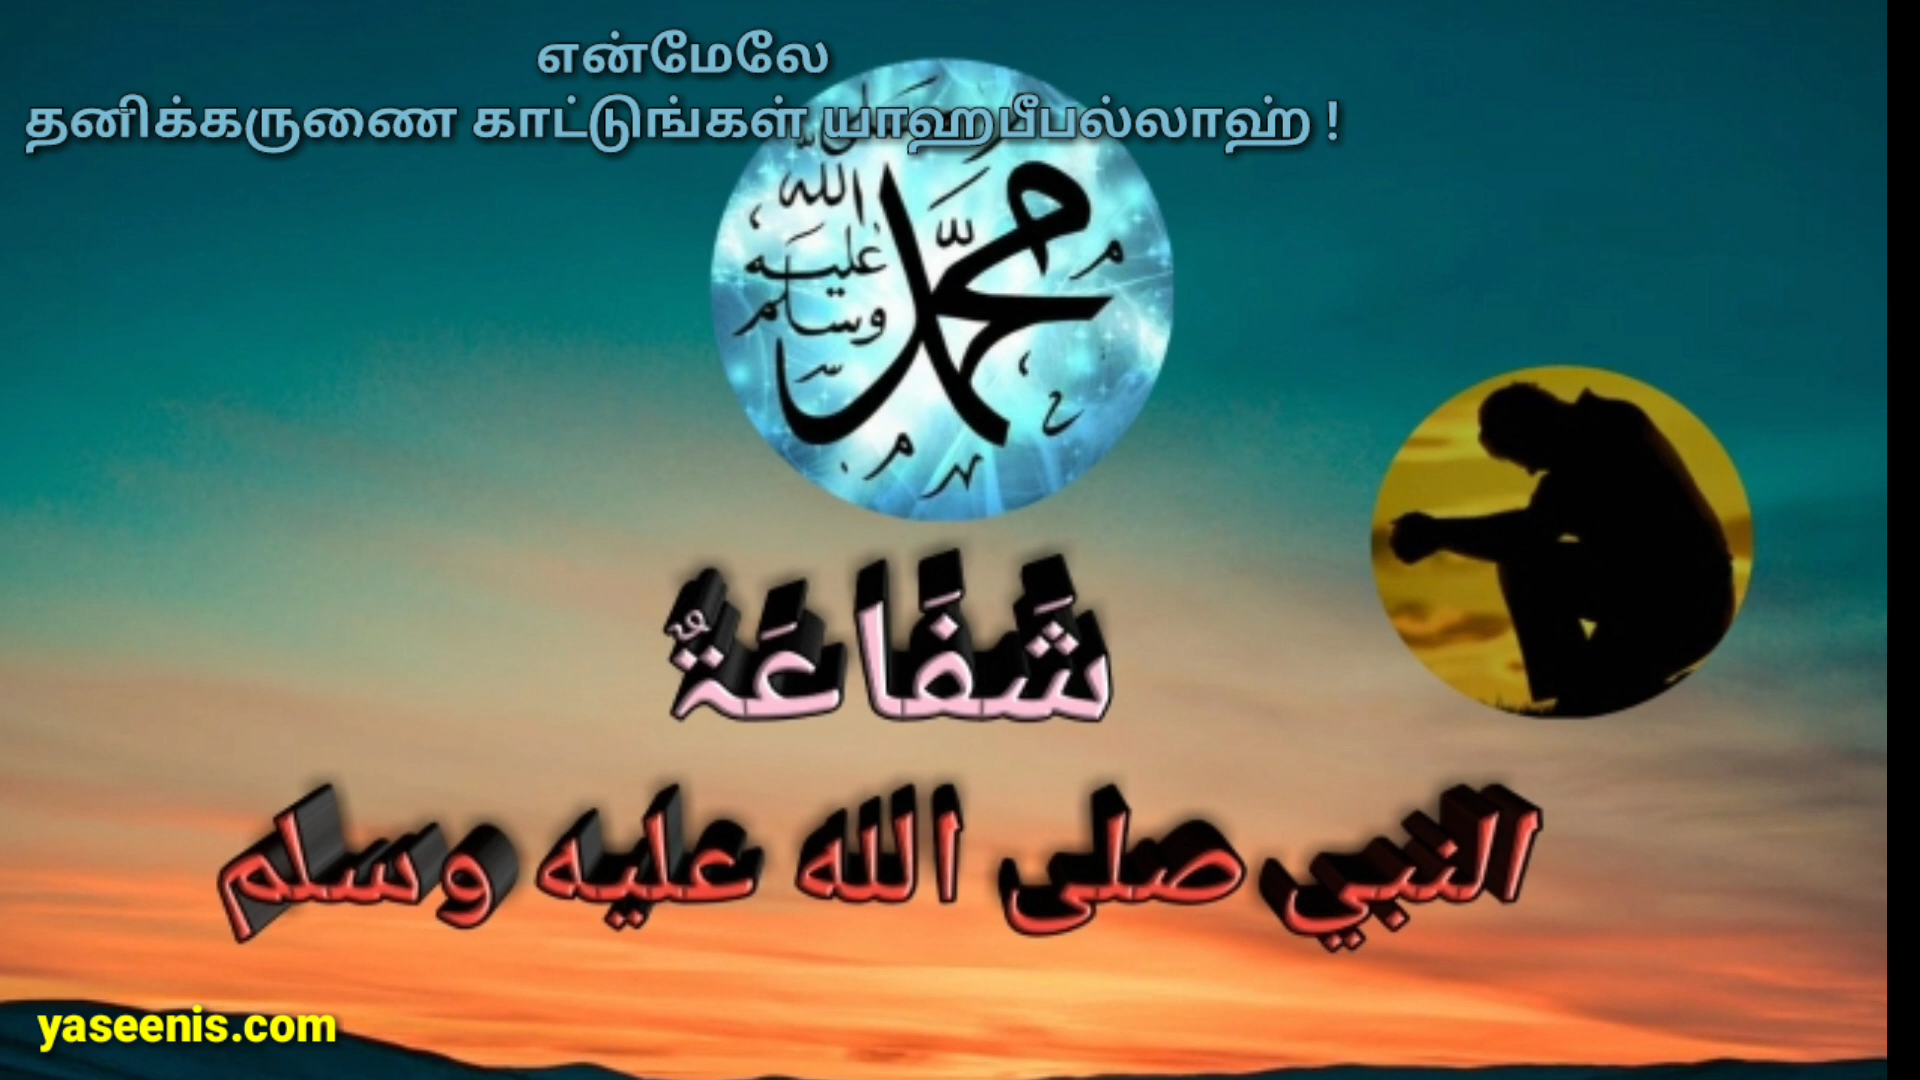 என்மேலே
தனிக்கருணை காட்டுங்கள் யாஹபீபல்லாஹ் !
صلى
الله
عليه
وسلم
محمد
شَفَاعَةٌ
النبي صلى الله عليه وسلم
yaseenis.com